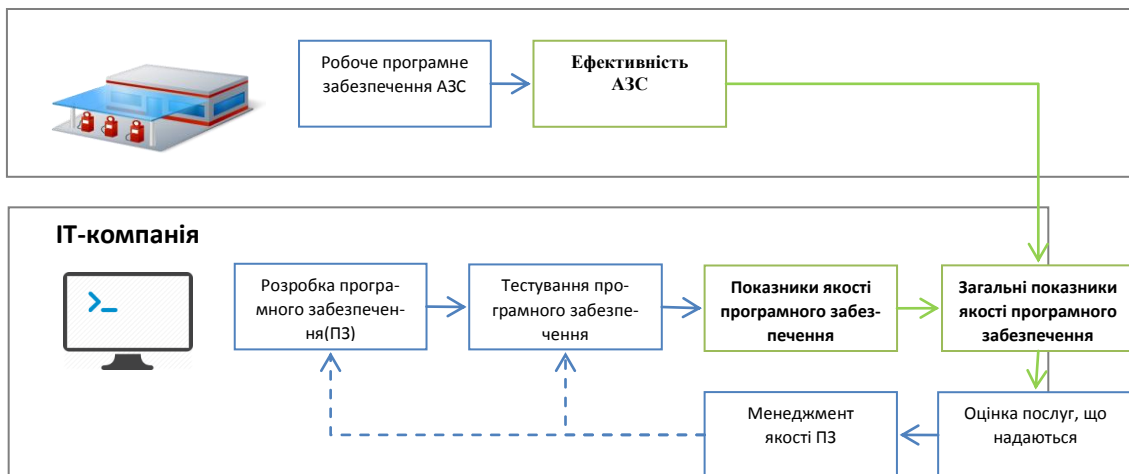 Робоче програмне
забезпечення АЗС
Ефективність
АЗС
ІТ-компанія
Розробка програ-
много забезпечен-
ня(ПЗ)
Тестування про-
грамного забезпе-
чення
Показники якості
програмного забез-
печення
Загальні показники
якості програмного
забезпечення
Менеджмент
якості ПЗ
Оцінка послуг, що
надаються